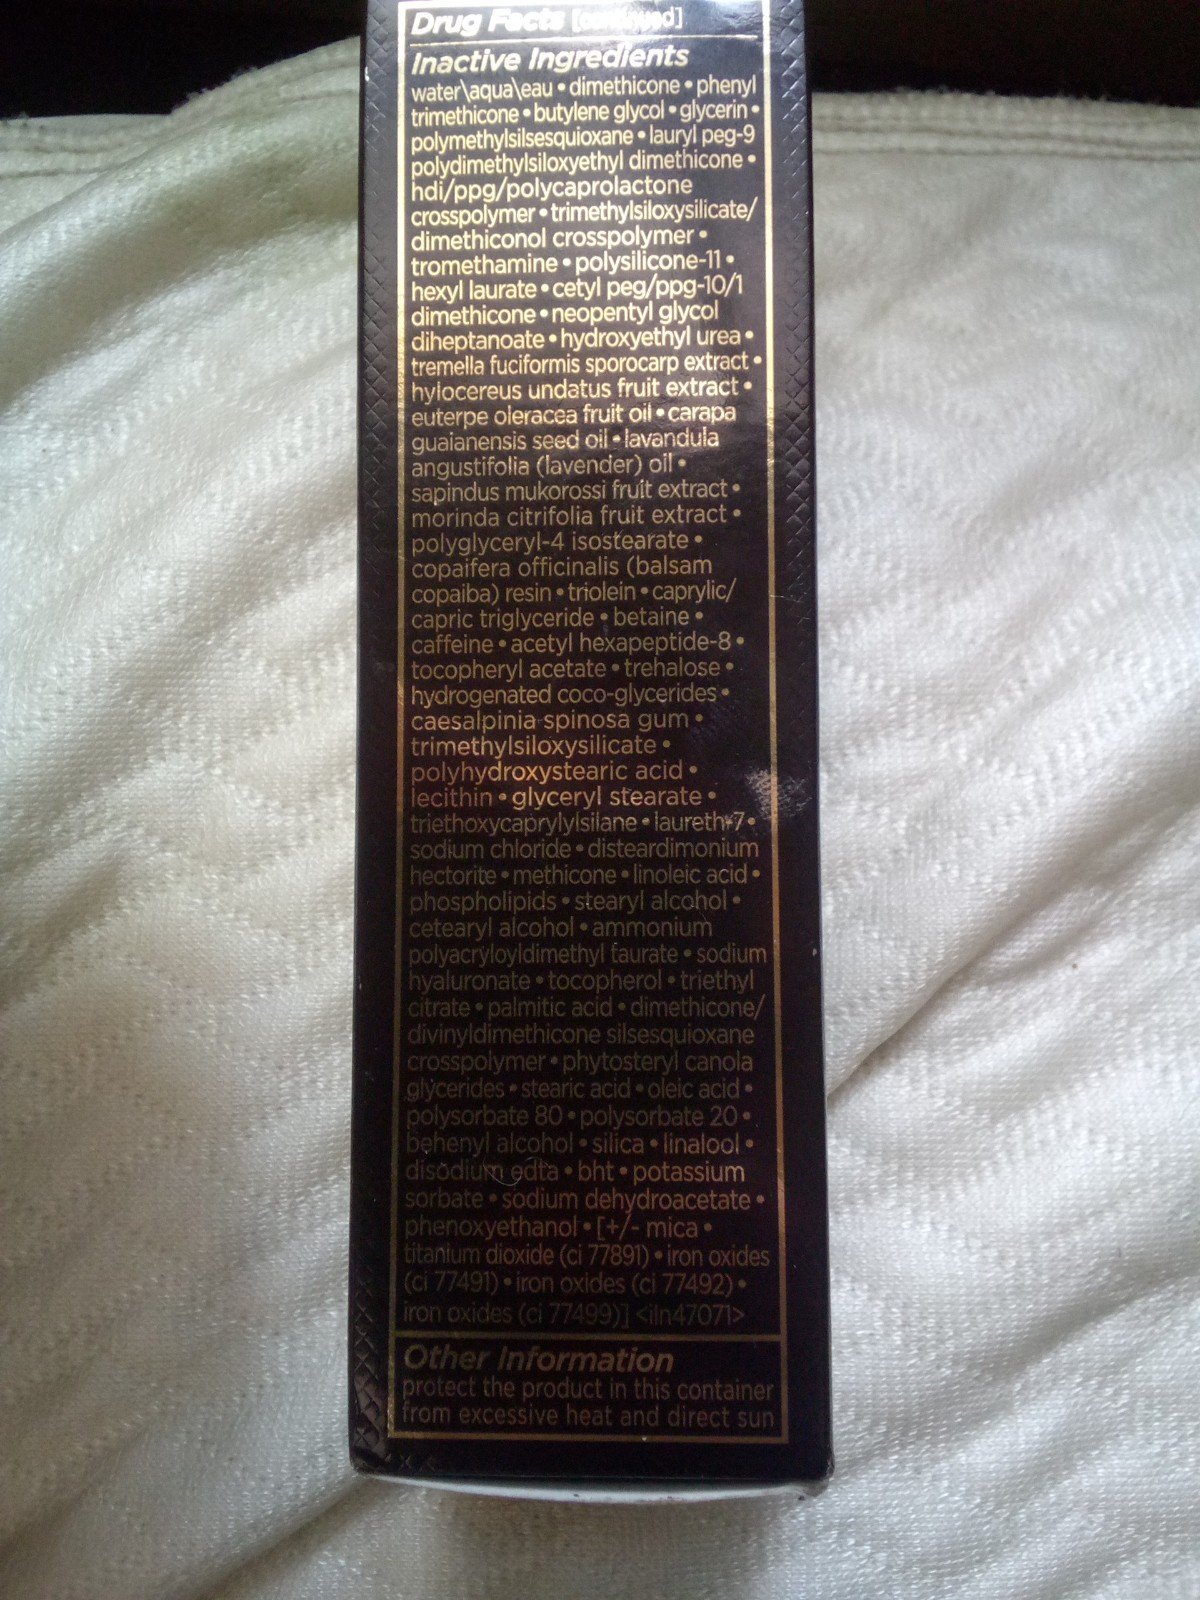 Drug Facts [continued]
Inactive Ingredients
water\aqua\eau • dimethicone • phenyl
trimethicone • butylene glycol • glycerin •
polymethylsilsesquioxane • lauryl peg-9
polydimethylsiloxyethyl dimethicone •
hdi/ppg/polycaprolactone
crosspolymer • trimethylsiloxysilicate/
dimethiconol crosspolymer •
tromethamine • polysilicone-11 •
hexyl laurate • cetyl peg/ppg-10/1
dimethicone • neopentyl glycol
diheptanoate • hydroxyethyl urea •
tremella fuciformis sporocarp extract •
hylocereus undatus fruit extract •
euterpe oleracea fruit oil • carapa
guaianensis seed oil • lavandula
angustifolia (lavender) oil •
sapindus mukorossi fruit extract •
morinda citrifolia fruit extract •
polyglyceryl-4 isostearate •
copaifera officinalis (balsam
copaiba) resin • triolein • caprylic/
capric triglyceride • betaine •
caffeine • acetyl hexapeptide-8 •
tocopheryl acetate • trehalose •
hydrogenated coco-glycerides •
caesalpinia spinosa gum •
trimethylsiloxysilicate •
polyhydroxystearic acid •
lecithin • glyceryl stearate •
triethoxycaprylylsilane • laureth-7 •
sodium chloride • disteardimonium
hectorite • methicone • linoleic acid •
phospholipids • stearyl alcohol •
cetearyl alcohol • ammonium
polyacryloyldimethyl taurate • sodium
hyaluronate • tocopherol • triethyl
citrate • palmitic acid • dimethicone/
divinyldimethicone silsesquioxane
crosspolymer • phytosteryl canola
glycerides • stearic acid • oleic acid •
polysorbate 80 • polysorbate 20 •
behenyl alcohol • silica • linalool •
disodium edta • bht • potassium
sorbate • sodium dehydroacetate •
phenoxyethanol • [+/- mica •
titanium dioxide (ci 77891) • iron oxides
(ci 77491) • iron oxides (ci 77492) •
iron oxides (ci 77499)] <iln47071>
Other Information
protect the product in this container
from excessive heat and direct sun